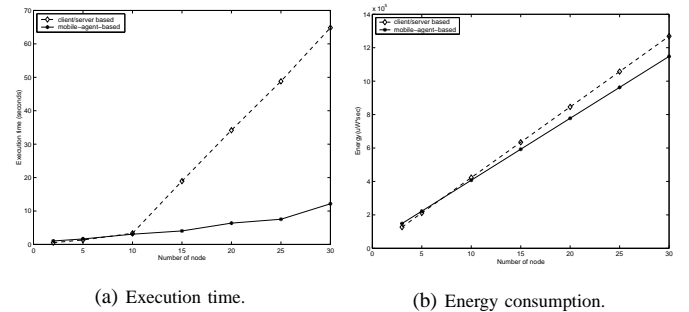 70
60
50
40
30
20
10
0
0 5 10 15 20 25 30
Number of node
Execution time (seconds)
client/server based
mobile−agent−based
14
12
10
8
6
4
2
0
0 5 10 15 20 25 30
Number of node
Energy(uW*sec)
client/server based
mobile−agent−based
(a) Execution time.
(b) Energy consumption.